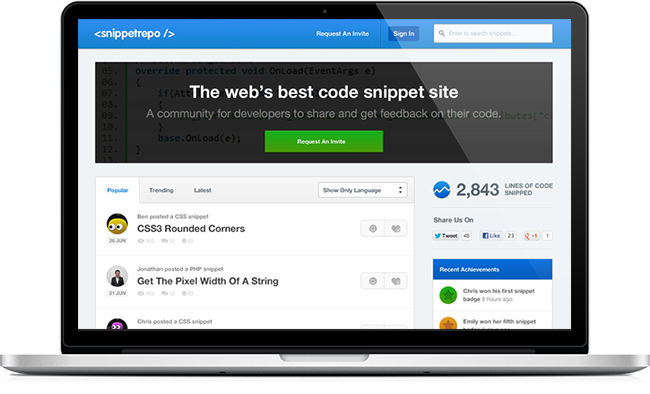 <snippetrepo />
Request An Invite
Sign In
Enter to search snippets...
05. override protected void OnLoad(EventArgs e)
06. {
07. if(Att
08.
The web's best code snippet site
A community for developers to share and get feedback on their code.
10. }
11. base.OnLoad(e);
12. }
Request An Invite
Popular
Trending
Latest
Show Only Language
2,843 LINES OF CODE
SNIPPED
Share Us On
Tweet 45
Like 23
+1 1
Ben posted a CSS snippet
CSS3 Rounded Corners
26 JUN
Jonathan posted a PHP snippet
Get The Pixel Width Of A String
21 JUN
Chris posted a CSS snippet
Recent Achievements
Chris won his first snippet
badge 8 hours ago
Emily won her fifth snippet